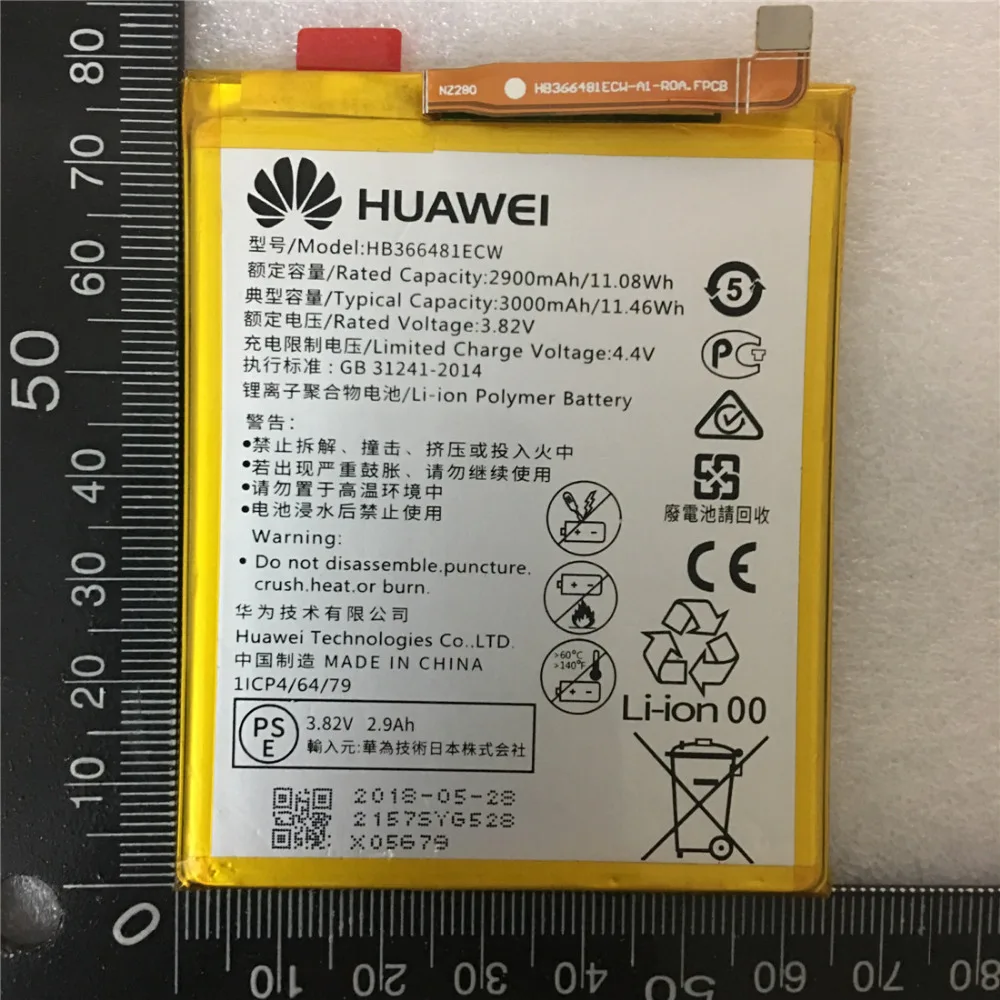 NZ280 HB366481ECW-A1-R0A.FPCB
HUAWEI
型号/Model:HB366481ECW
额定容量/Rated Capacity:2900mAh/11.08Wh
典型容量/Typical Capacity:3000mAh/11.46Wh
额定电压/Rated Voltage:3.82V
充电限制电压/Limited Charge Voltage:4.4V
执行标准: GB 31241-2014
锂离子聚合物电池/Li-ion Polymer Battery
警告:
•禁止拆解、撞击、挤压或投入火中
•若出现严重鼓胀、请勿继续使用
•请勿置于高温环境中
•电池浸水后禁止使用
Warning:
• Do not disassemble.puncture.
crush.heat.or burn.
华为技术有限公司
Huawei Technologies Co.,LTD.
中国制造 MADE IN CHINA
1ICP4/64/79
PS
E
3.82V 2.9Ah
輸入元:華為技術日本株式会社
2018-05-28
21575YG528
X05679
5
廢電池請回收
CE
>60°C
>140°F
Li-ion 00
80
70
60
50
40
30
20
10
0
10
20
30
40
50
60
70
80